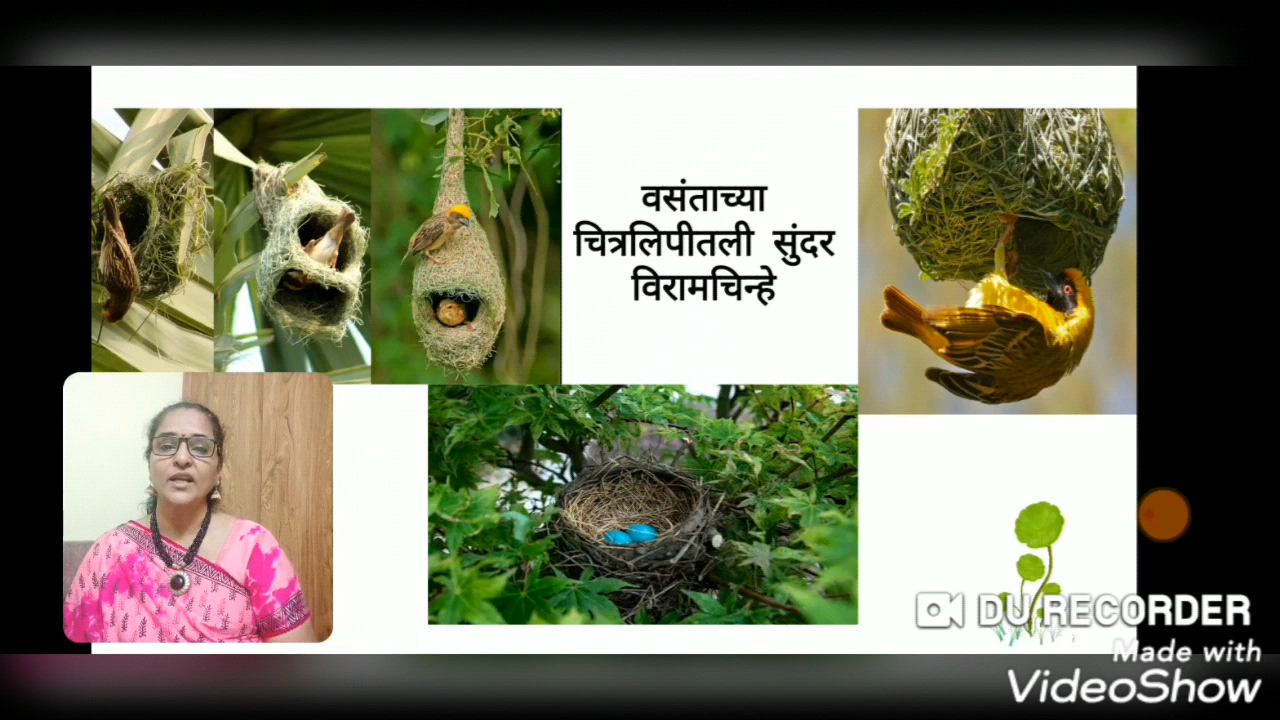 वसंताच्या
चित्रलिपीतली सुंदर
विरामचिन्हे
DU RECORDER
Made with
VideoShow